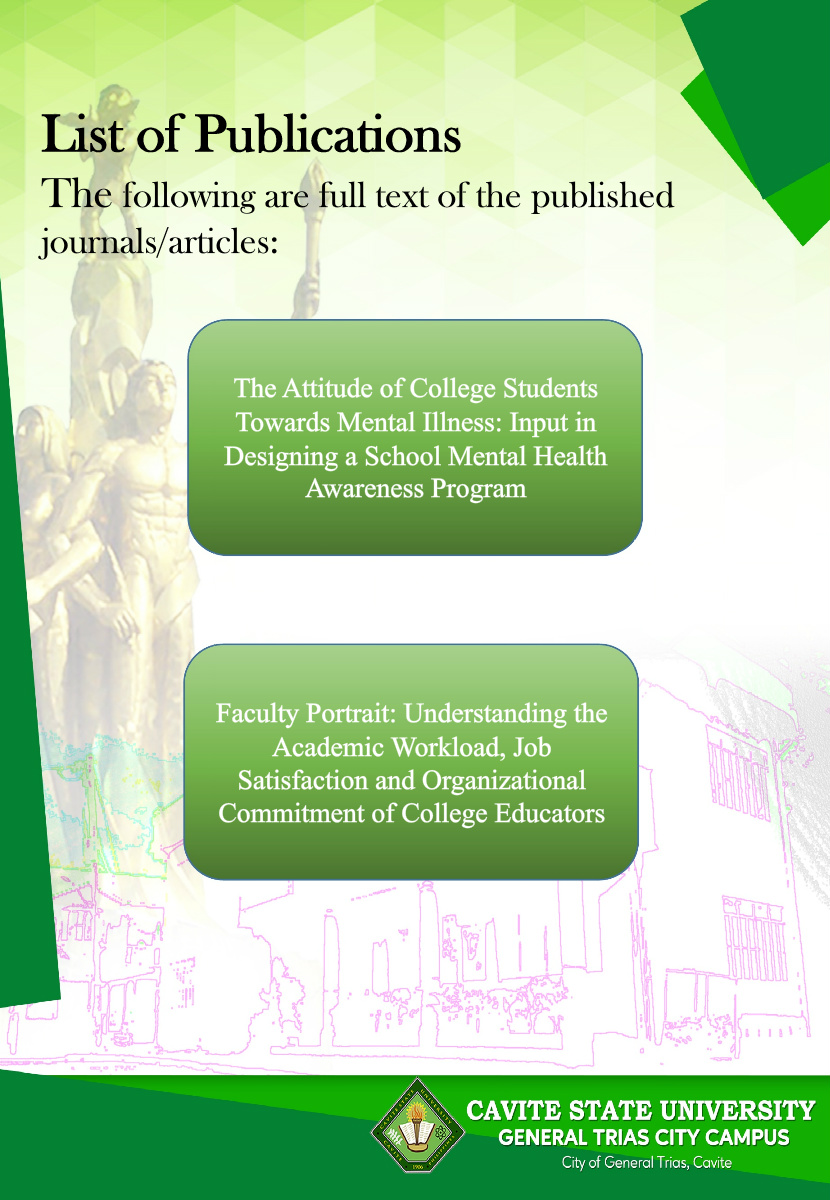 List of Publications
The following are full text of the published
journals/articles:
The Attitude of College Students
Towards Mental Illness: Input in
Designing a School Mental Health
Awareness Program
Faculty Portrait: Understanding the
Academic Workload, Job
Satisfaction and Organizational
Commitment of College Educators
CAVITE STATE UNIVERSITY
GENERAL TRIAS CITY CAMPUS
City of General Trias, Cavite
1906